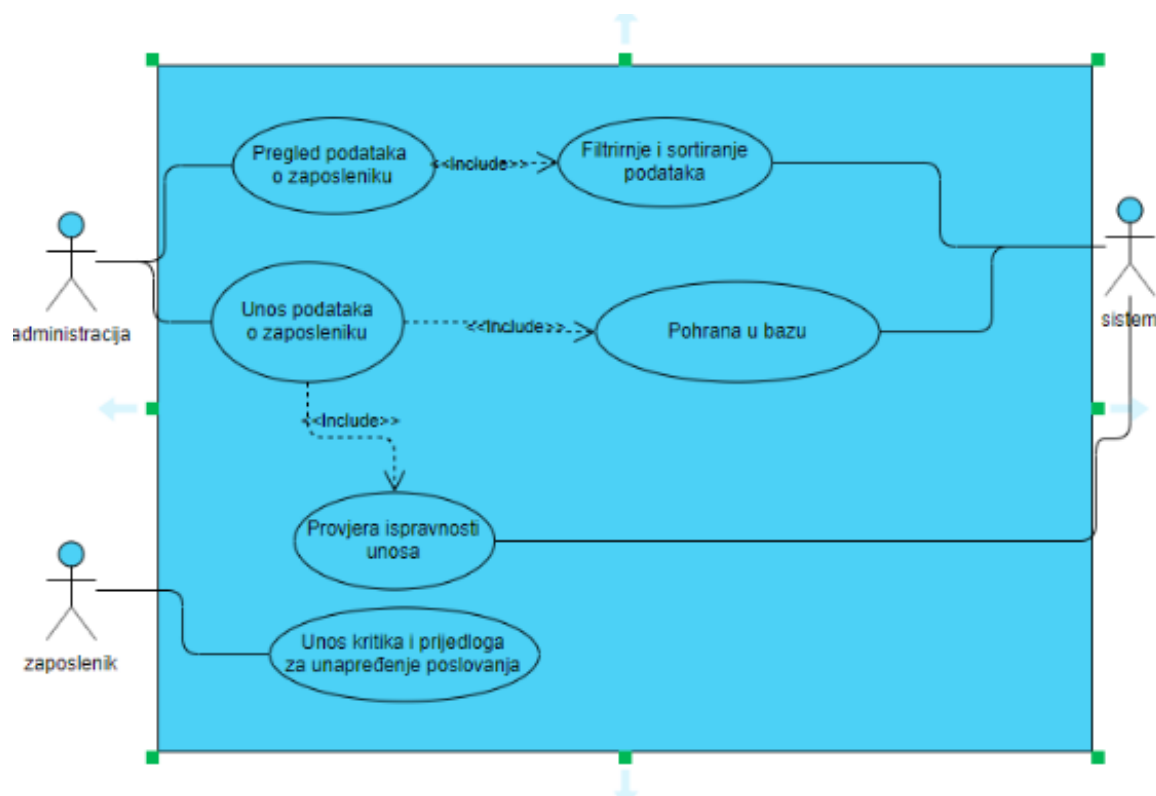 Pregled podataka
o zaposleniku
<<Include>>
Filtrirnje i sortiranje
podataka
administracija
Unos podataka
o zaposleniku
<<Include>>
Pohrana u bazu
sistem
<<Include>>
Provjera ispravnosti
unosa
zaposlenik
Unos kritika i prijedloga
za unapređenje poslovanja